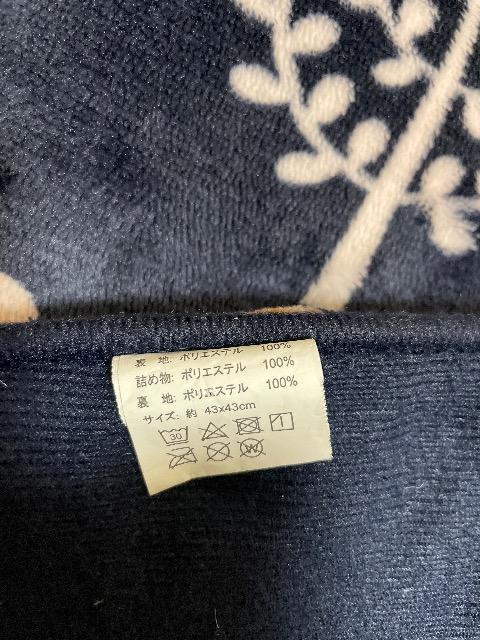 表 地: ポリエステル 100%
詰め物: ポリエステル 100%
裏 地: ポリエステル 100%
サイズ: 約 43x43cm
30
W